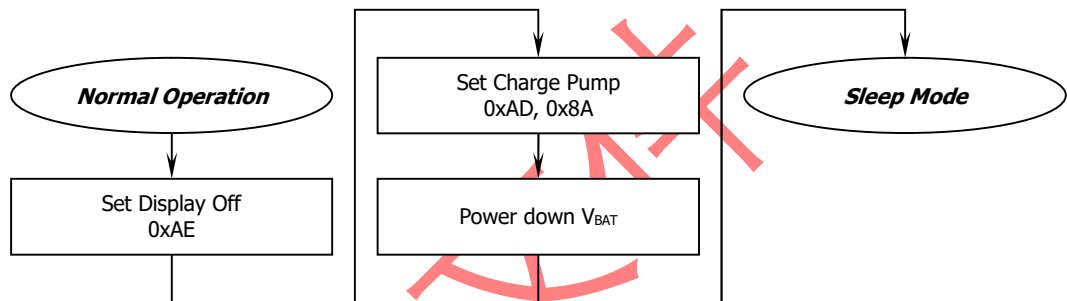 Normal Operation
Set Display Off
0xAE
Set Charge Pump
0xAD, 0x8A
Power down VBAT
Sleep Mode